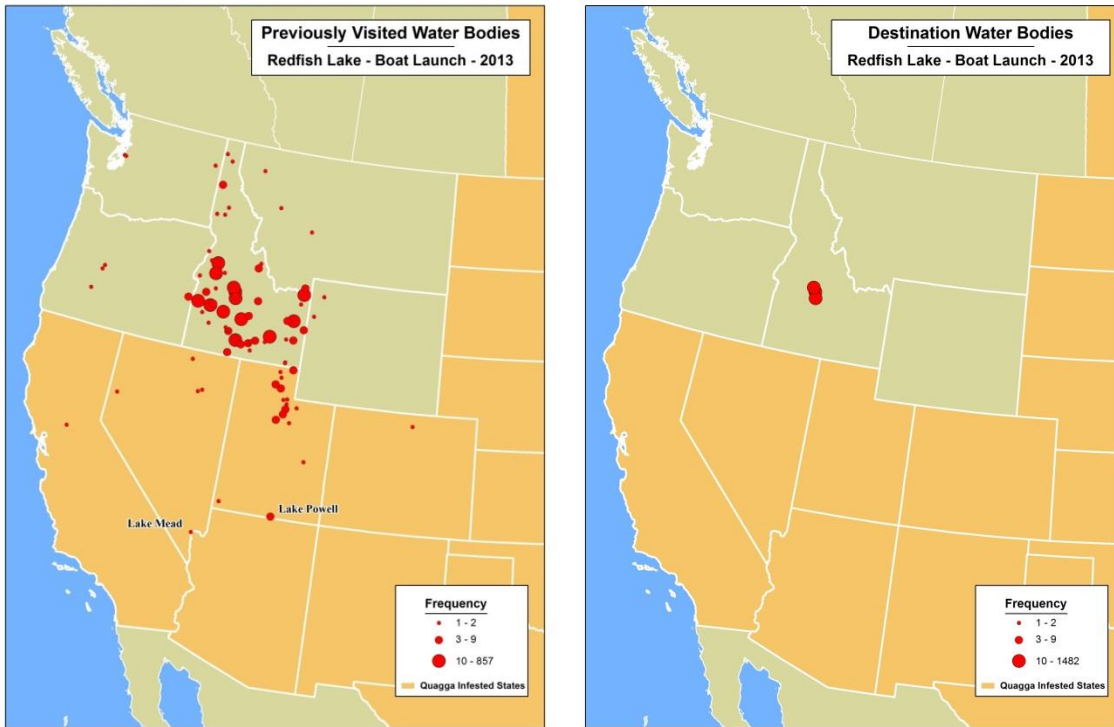 Previously Visited Water Bodies
Redfish Lake - Boat Launch - 2013
Lake Powell
Lake Mead
Frequency
1 - 2
3 - 9
10 - 857
Quagga Infested States
Destination Water Bodies
Redfish Lake - Boat Launch - 2013
Frequency
1 - 2
3 - 9
10 - 1482
Quagga Infested States